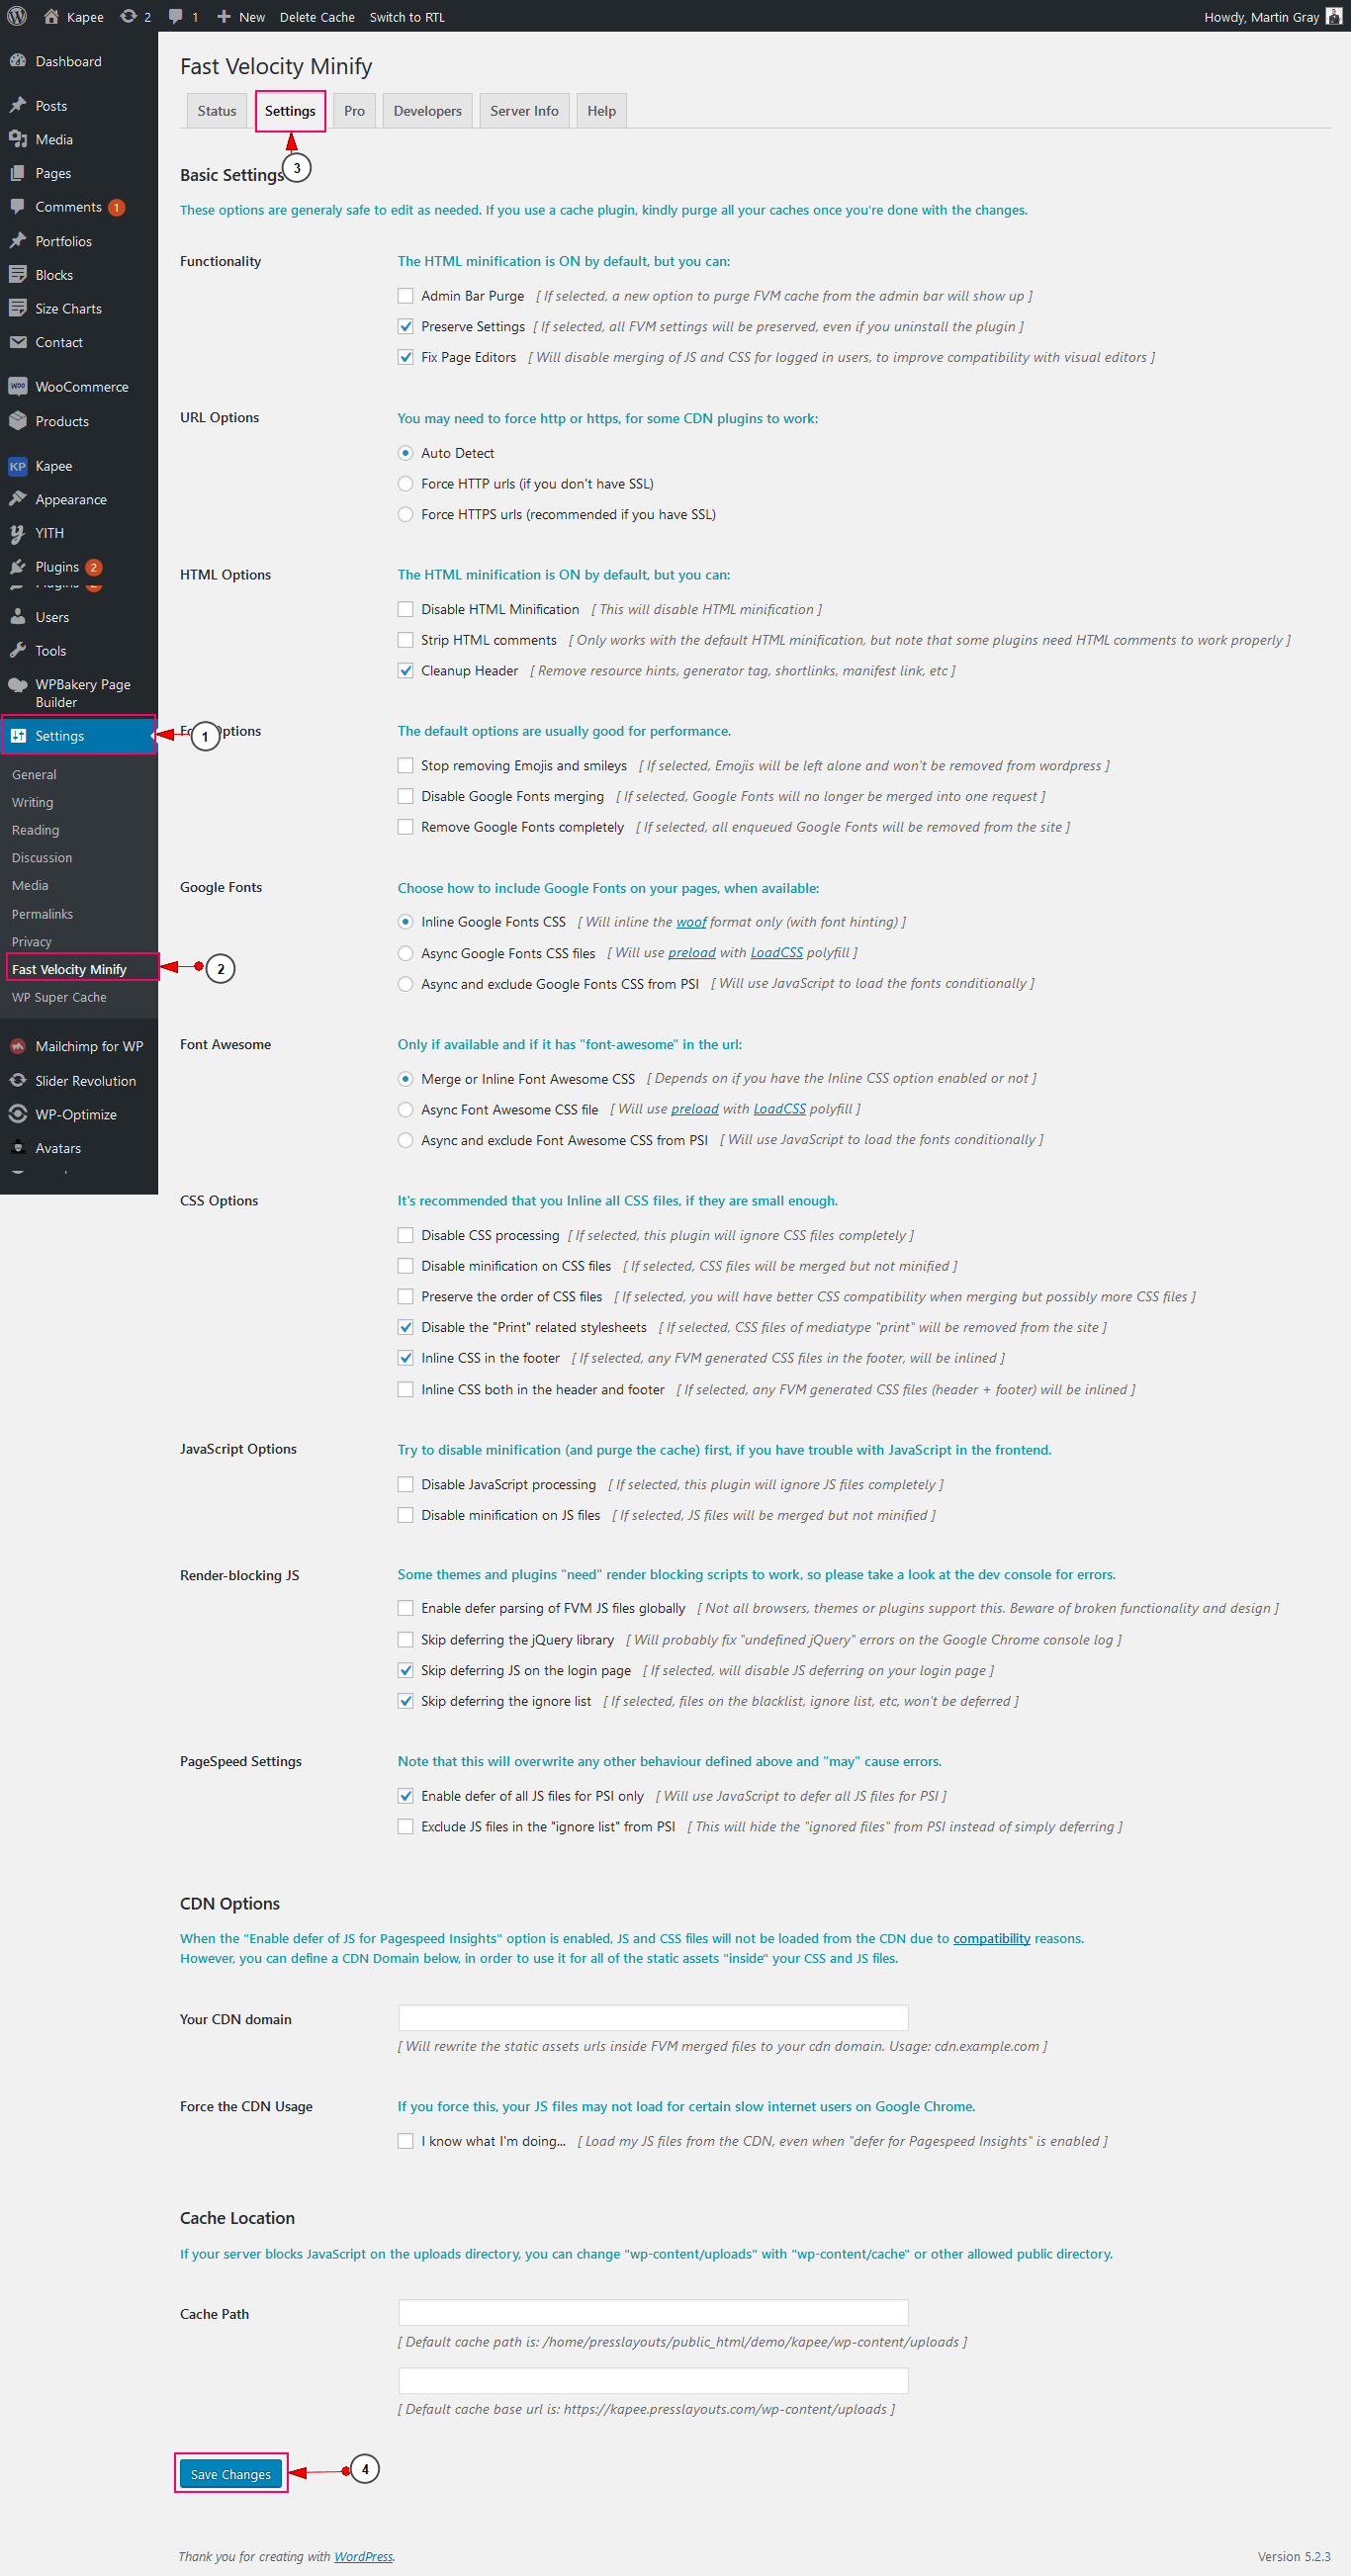 Kapee 2 1 New Delete Cache Switch to RTL Howdy, Martin Gray
Dashboard
Posts
Media
Pages
Comments 1
Portfolios
Blocks
Size Charts
Contact
WooCommerce
Products
KP Kapee
Appearance
YITH
Plugins 2
Users
Tools
WPBakery Page
Builder
Settings
1
General
Writing
Reading
Discussion
Media
Permalinks
Privacy
Fast Velocity Minify
2
WP Super Cache
Mailchimp for WP
Slider Revolution
WP-Optimize
Avatars
Fast Velocity Minify
Status Settings Pro Developers Server Info Help
3
Basic Settings
These options are generaly safe to edit as needed. If you use a cache plugin, kindly purge all your caches once you're done with the changes.
Functionality The HTML minification is ON by default, but you can:
Admin Bar Purge [ If selected, a new option to purge FVM cache from the admin bar will show up ]
Preserve Settings [ If selected, all FVM settings will be preserved, even if you uninstall the plugin ]
Fix Page Editors [ Will disable merging of JS and CSS for logged in users, to improve compatibility with visual editors ]
URL Options You may need to force http or https, for some CDN plugins to work:
Auto Detect
Force HTTP urls (if you don't have SSL)
Force HTTPS urls (recommended if you have SSL)
HTML Options The HTML minification is ON by default, but you can:
Disable HTML Minification [ This will disable HTML minification ]
Strip HTML comments [ Only works with the default HTML minification, but note that some plugins need HTML comments to work properly ]
Cleanup Header [ Remove resource hints, generator tag, shortlinks, manifest link, etc ]
Options The default options are usually good for performance.
Stop removing Emojis and smileys [ If selected, Emojis will be left alone and won't be removed from wordpress ]
Disable Google Fonts merging [ If selected, Google Fonts will no longer be merged into one request ]
Remove Google Fonts completely [ If selected, all enqueued Google Fonts will be removed from the site ]
Google Fonts Choose how to include Google Fonts on your pages, when available:
Inline Google Fonts CSS [ Will inline the woof format only (with font hinting) ]
Async Google Fonts CSS files [ Will use preload with LoadCSS polyfill ]
Async and exclude Google Fonts CSS from PSI [ Will use JavaScript to load the fonts conditionally ]
Font Awesome Only if available and if it has "font-awesome" in the url:
Merge or Inline Font Awesome CSS [ Depends on if you have the Inline CSS option enabled or not ]
Async Font Awesome CSS file [ Will use preload with LoadCSS polyfill ]
Async and exclude Font Awesome CSS from PSI [ Will use JavaScript to load the fonts conditionally ]
CSS Options It's recommended that you Inline all CSS files, if they are small enough.
Disable CSS processing [ If selected, this plugin will ignore CSS files completely ]
Disable minification on CSS files [ If selected, CSS files will be merged but not minified ]
Preserve the order of CSS files [ If selected, you will have better CSS compatibility when merging but possibly more CSS files ]
Disable the "Print" related stylesheets [ If selected, CSS files of mediatype "print" will be removed from the site ]
Inline CSS in the footer [ If selected, any FVM generated CSS files in the footer, will be inlined ]
Inline CSS both in the header and footer [ If selected, any FVM generated CSS files (header + footer) will be inlined ]
JavaScript Options Try to disable minification (and purge the cache) first, if you have trouble with JavaScript in the frontend.
Disable JavaScript processing [ If selected, this plugin will ignore JS files completely ]
Disable minification on JS files [ If selected, JS files will be merged but not minified ]
Render-blocking JS Some themes and plugins "need" render blocking scripts to work, so please take a look at the dev console for errors.
Enable defer parsing of FVM JS files globally [ Not all browsers, themes or plugins support this. Beware of broken functionality and design ]
Skip deferring the jQuery library [ Will probably fix "undefined jQuery" errors on the Google Chrome console log ]
Skip deferring JS on the login page [ If selected, will disable JS deferring on your login page ]
Skip deferring the ignore list [ If selected, files on the blacklist, ignore list, etc, won't be deferred ]
PageSpeed Settings Note that this will overwrite any other behaviour defined above and "may" cause errors.
Enable defer of all JS files for PSI only [ Will use JavaScript to defer all JS files for PSI ]
Exclude JS files in the "ignore list" from PSI [ This will hide the "ignored files" from PSI instead of simply deferring ]
CDN Options
When the "Enable defer of JS for Pagespeed Insights" option is enabled, JS and CSS files will not be loaded from the CDN due to compatibility reasons.
However, you can define a CDN Domain below, in order to use it for all of the static assets "inside" your CSS and JS files.
Your CDN domain
[ Will rewrite the static assets urls inside FVM merged files to your cdn domain. Usage: cdn.example.com ]
Force the CDN Usage If you force this, your JS files may not load for certain slow internet users on Google Chrome.
I know what I'm doing... [ Load my JS files from the CDN, even when "defer for Pagespeed Insights" is enabled ]
Cache Location
If your server blocks JavaScript on the uploads directory, you can change "wp-content/uploads" with "wp-content/cache" or other allowed public directory.
Cache Path
[ Default cache path is: /home/presslayouts/public_html/demo/kapee/wp-content/uploads ]
[ Default cache base url is: https://kapee.presslayouts.com/wp-content/uploads ]
Save Changes
4
Thank you for creating with WordPress. Version 5.2.3